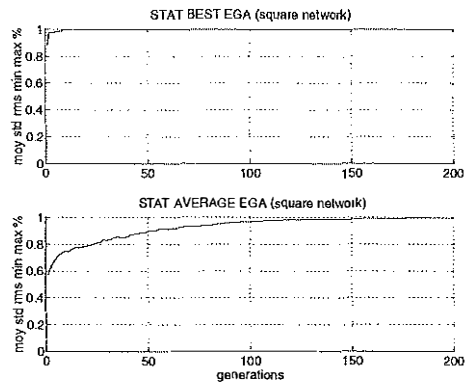 STAT BEST EGA (square network)
moy std rms min max %
1
0.8
0.6
0.4
0.2
0
0 50 100 150 200
STAT AVERAGE EGA (square network)
moy std rms min max %
1
0.8
0.6
0.4
0.2
0
0 50 100 150 200
generations